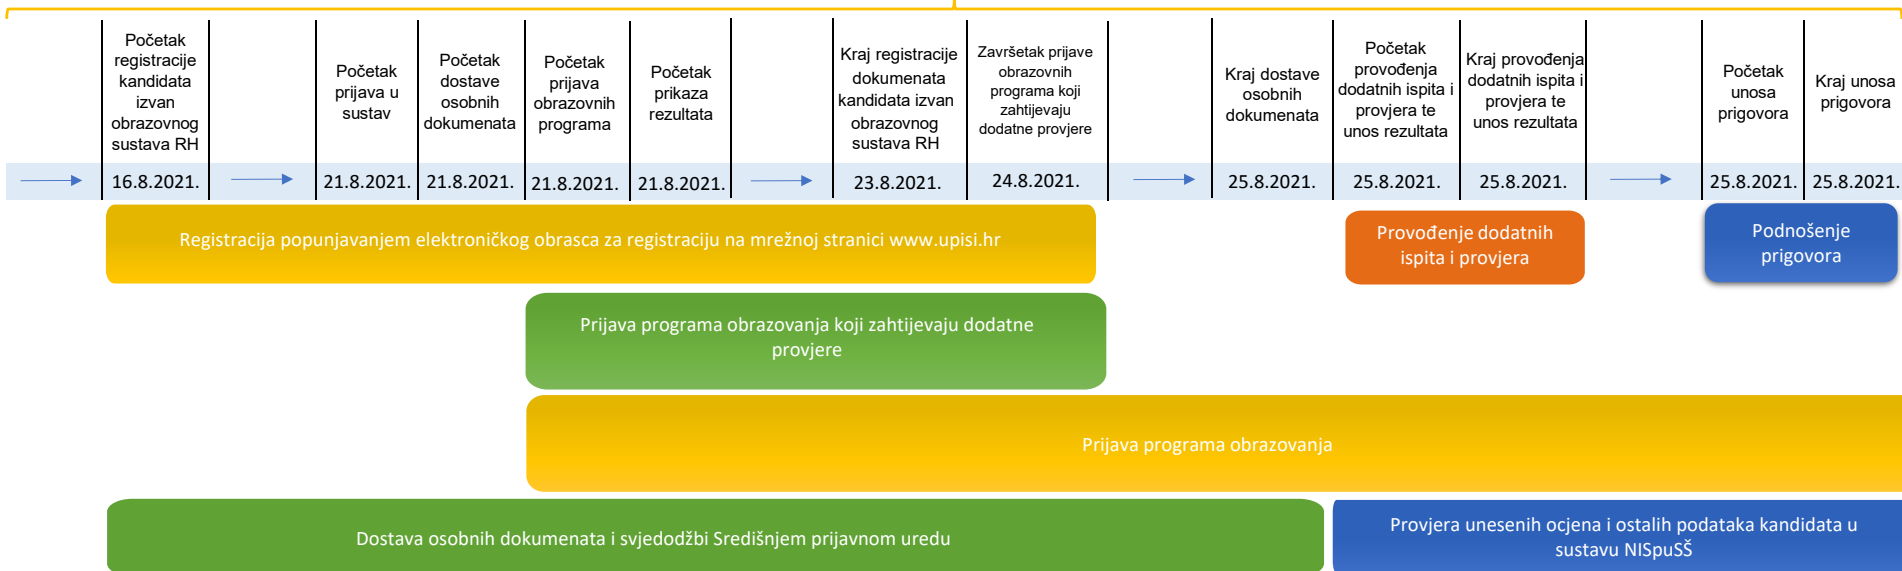 Početak
registracije
kandidata
izvan
obrazovnog
sustava RH
Početak
prijava u
sustav
Početak
dostave
osobnih
dokumenata
Početak
prijava
obrazovnih
programa
Početak
prikaza
rezultata
Kraj registracije
dokumenata
kandidata izvan
obrazovnog
sustava RH
Završetak prijave
obrazovnih
programa koji
zahtijevaju
dodatne provjere
Kraj dostave
osobnih
dokumenata
Početak
provođenja
dodatnih ispita i
provjera te
unos rezultata
Kraj provođenja
dodatnih ispita i
provjera te
unos rezultata
Početak
unosa
prigovora
Kraj unosa
prigovora
16.8.2021. 21.8.2021. 21.8.2021. 21.8.2021. 21.8.2021. 23.8.2021. 24.8.2021. 25.8.2021. 25.8.2021. 25.8.2021. 25.8.2021. 25.8.2021.
Registracija popunjavanjem elektroničkog obrasca za registraciju na mrežnoj stranici www.upisi.hr
Provođenje dodatnih
ispita i provjera
Podnošenje
prigovora
Prijava programa obrazovanja koji zahtijevaju dodatne
provjere
Prijava programa obrazovanja
Dostava osobnih dokumenata i svjedodžbi Središnjem prijavnom uredu
Provjera unesenih ocjena i ostalih podataka kandidata u
sustavu NISpuSŠ